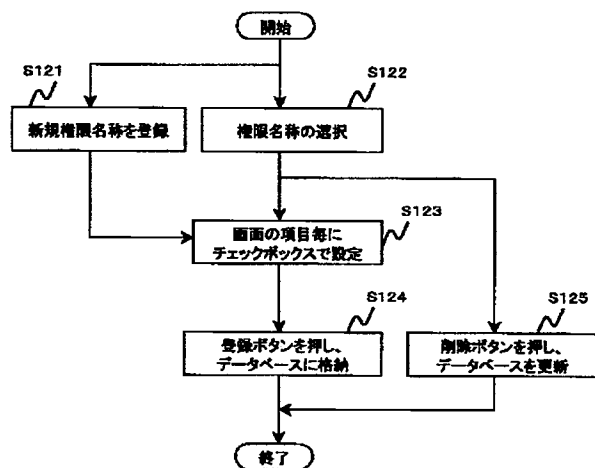 開始
S121
新規権限名称を登録
S122
権限名称の選択
S123
画面の項目毎に
チェックボックスで設定
S124
登録ボタンを押し、
データベースに格納
S125
削除ボタンを押し、
データベースを更新
終了